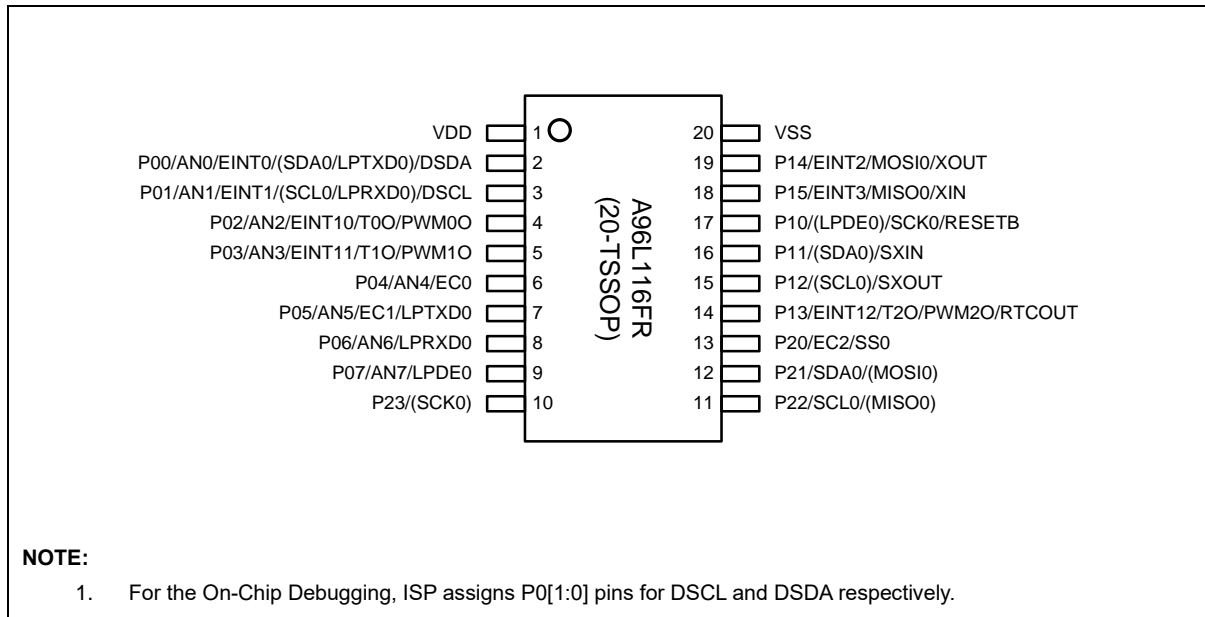 VDD 1 20 VSS
P00/AN0/EINT0/(SDA0/LPTXD0)/DSDA 2 19 P14/EINT2/MOSI0/XOUT
P01/AN1/EINT1/(SCL0/LPRXD0)/DSCL 3 18 P15/EINT3/MISO0/XIN
P02/AN2/EINT10/T0O/PWM0O 4 17 P10/(LPDE0)/SCK0/RESETB
P03/AN3/EINT11/T1O/PWM1O 5 16 P11/(SDA0)/SXIN
P04/AN4/EC0 6 15 P12/(SCL0)/SXOUT
P05/AN5/EC1/LPTXD0 7 14 P13/EINT12/T2O/PWM2O/RTCOUT
P06/AN6/LPRXD0 8 13 P20/EC2/SS0
P07/AN7/LPDE0 9 12 P21/SDA0/(MOSI0)
P23/(SCK0) 10 11 P22/SCL0/(MISO0)
A96L116FR
(20-TSSOP)
NOTE:
1. For the On-Chip Debugging, ISP assigns P0[1:0] pins for DSCL and DSDA respectively.